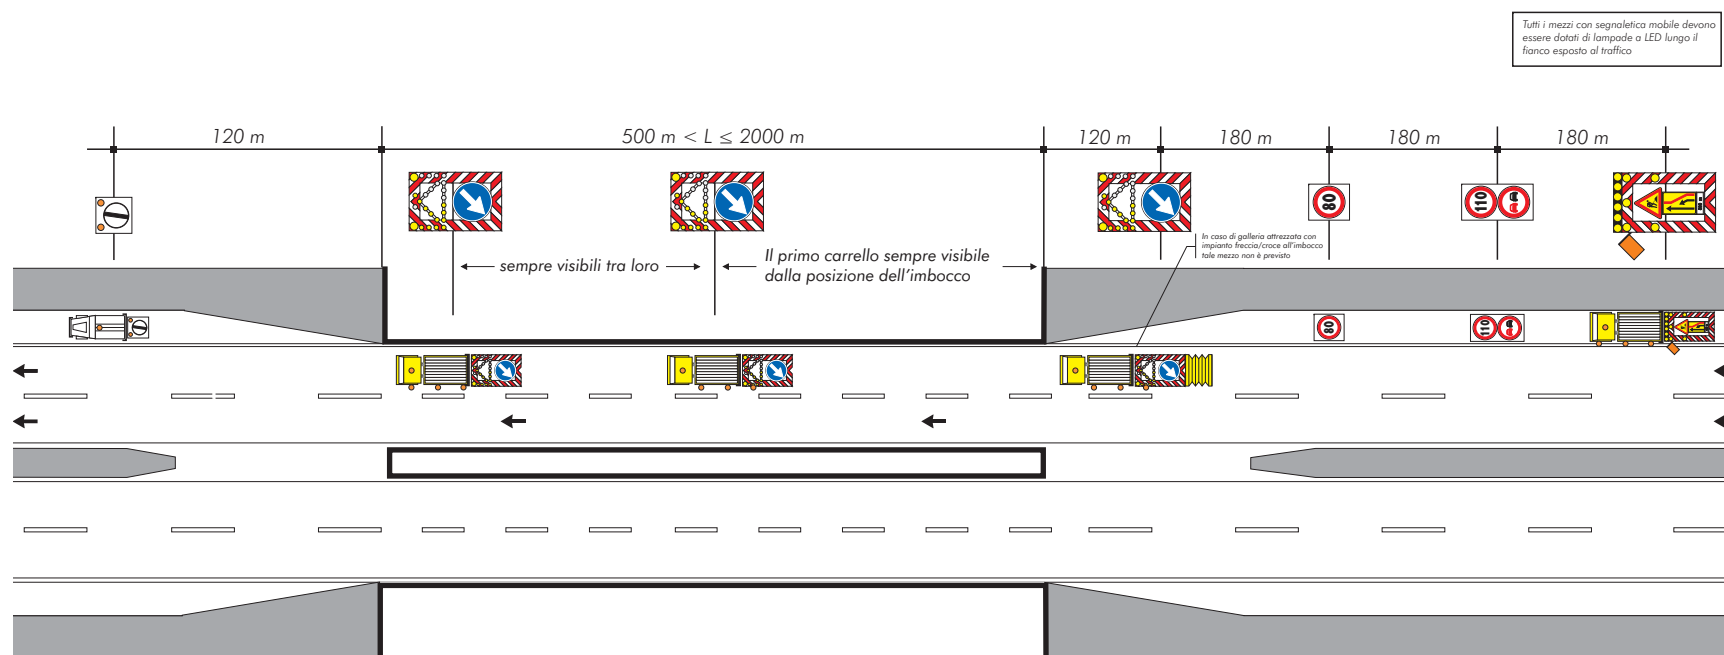 Tutti i mezzi con segnaletica mobile devono
essere dotati di lampade a LED lungo il
fianco esposto al traffico
120 m
500 m < L ≤ 2000 m
120 m
180 m
180 m
180 m
80
110
In caso di galleria attrezzata con
impianto freccia/croce all'imbocco
tale mezzo non è previsto
sempre visibili tra loro
Il primo carrello sempre visibile
dalla posizione dell'imbocco
80
110